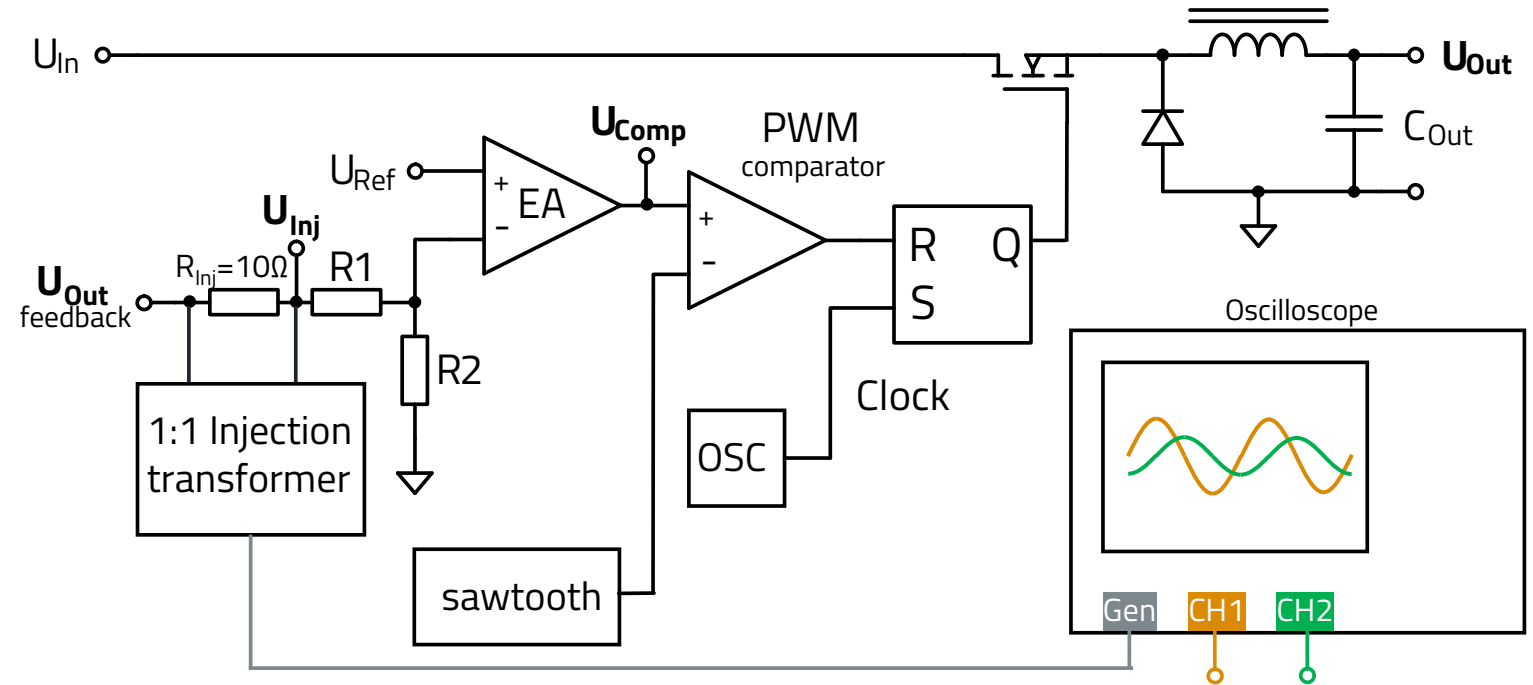 U_In
U_Out
C_Out
PWM
comparator
U_Comp
U_Ref
+
EA
-
+
-
R Q
S
U_Inj
R_Inj=10Ω
R1
U_Out
feedback
R2
Oscilloscope
Clock
1:1 Injection
transformer
OSC
sawtooth
Gen
CH1
CH2